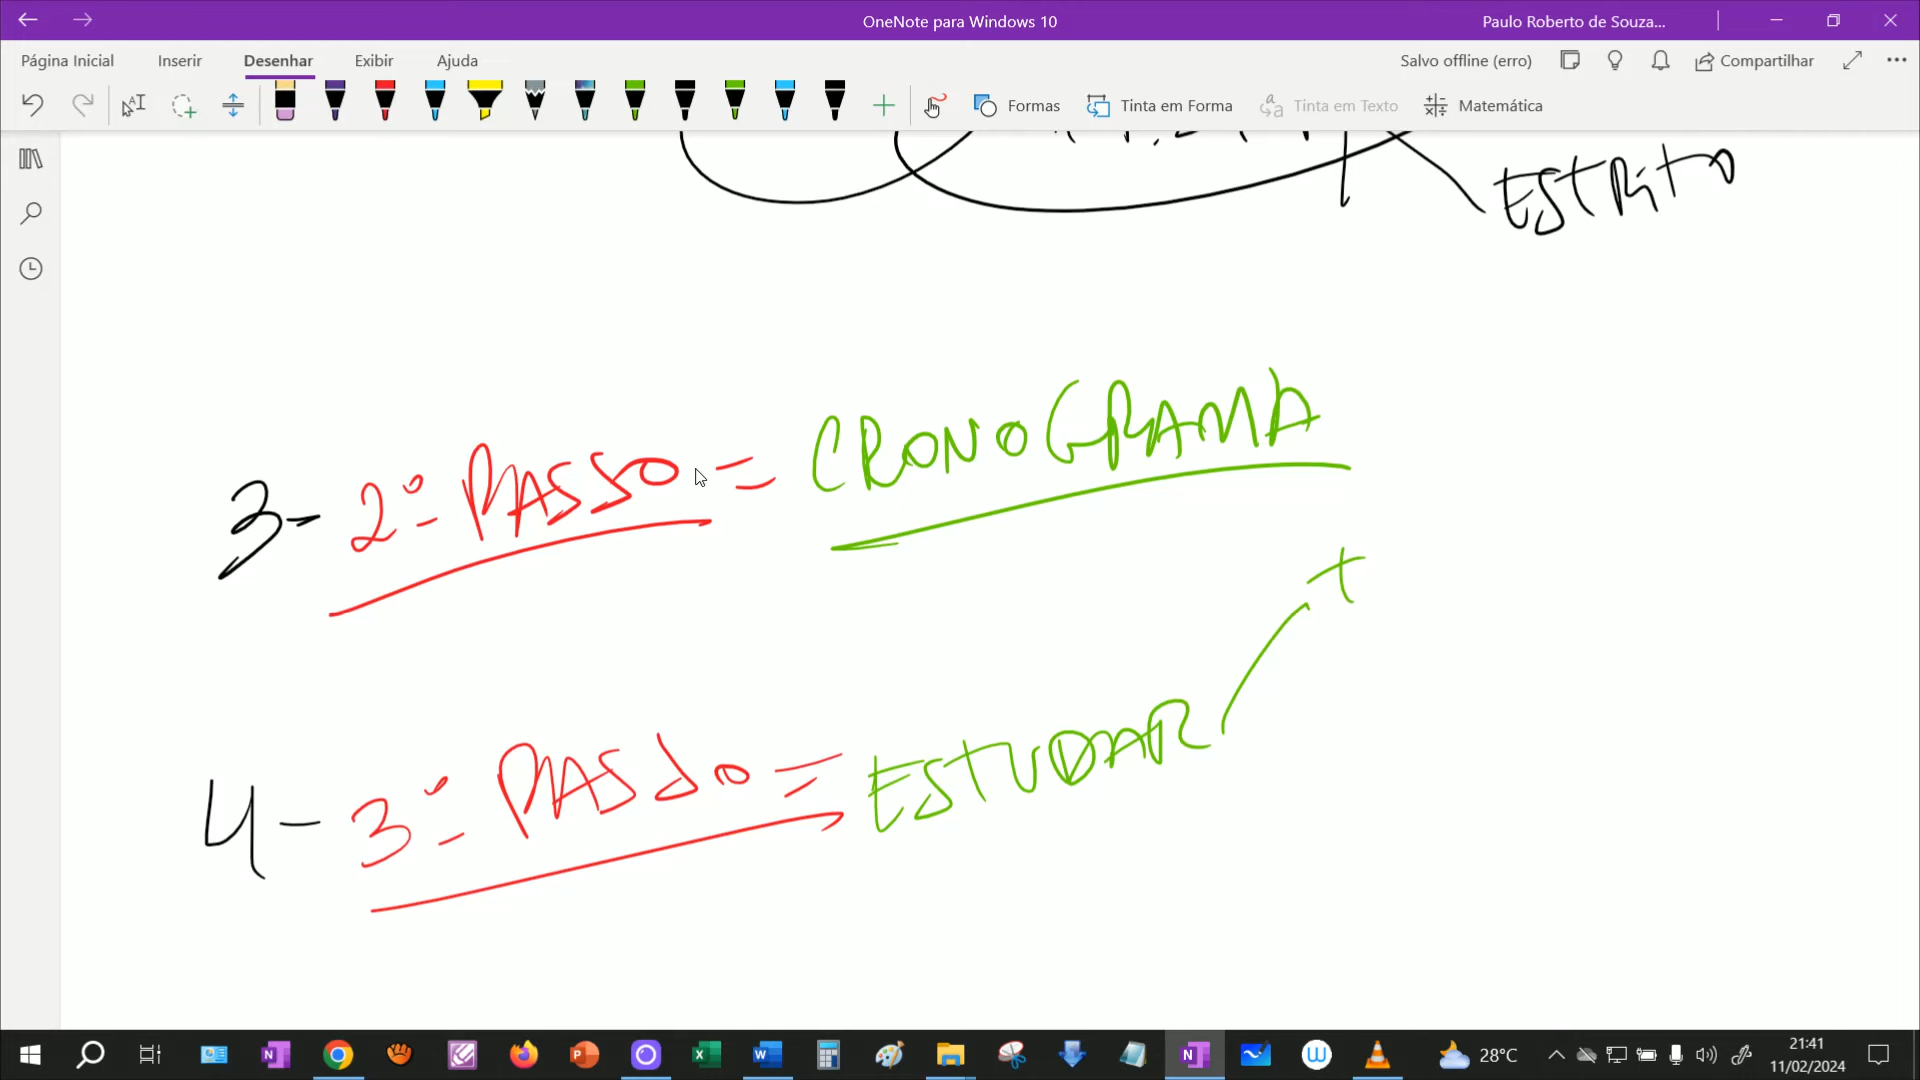 OneNote para Windows 10
Paulo Roberto de Souza...
Página Inicial
Inserir
Desenhar
Exibir
Ajuda
Salvo offline (erro)
Compartilhar
Formas
Tinta em Forma
Tinta em Texto
Matemática
ESTRITO
3- 2º PASSO = CRONOGRAMA
+
4- 3º PASSO = ESTUDAR
28°C
21:41
11/02/2024